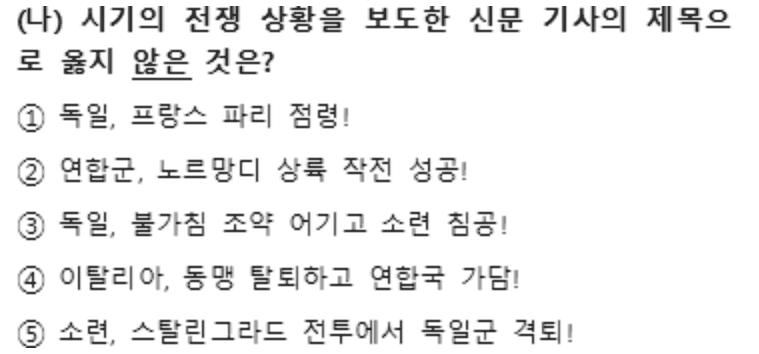 (나) 시기의 전쟁 상황을 보도한 신문 기사의 제목으
로 옳지 않은 것은?
① 독일, 프랑스 파리 점령!
② 연합군, 노르망디 상륙 작전 성공!
③ 독일, 불가침 조약 어기고 소련 침공!
④ 이탈리아, 동맹 탈퇴하고 연합국 가담!
⑤ 소련, 스탈린그라드 전투에서 독일군 격퇴!